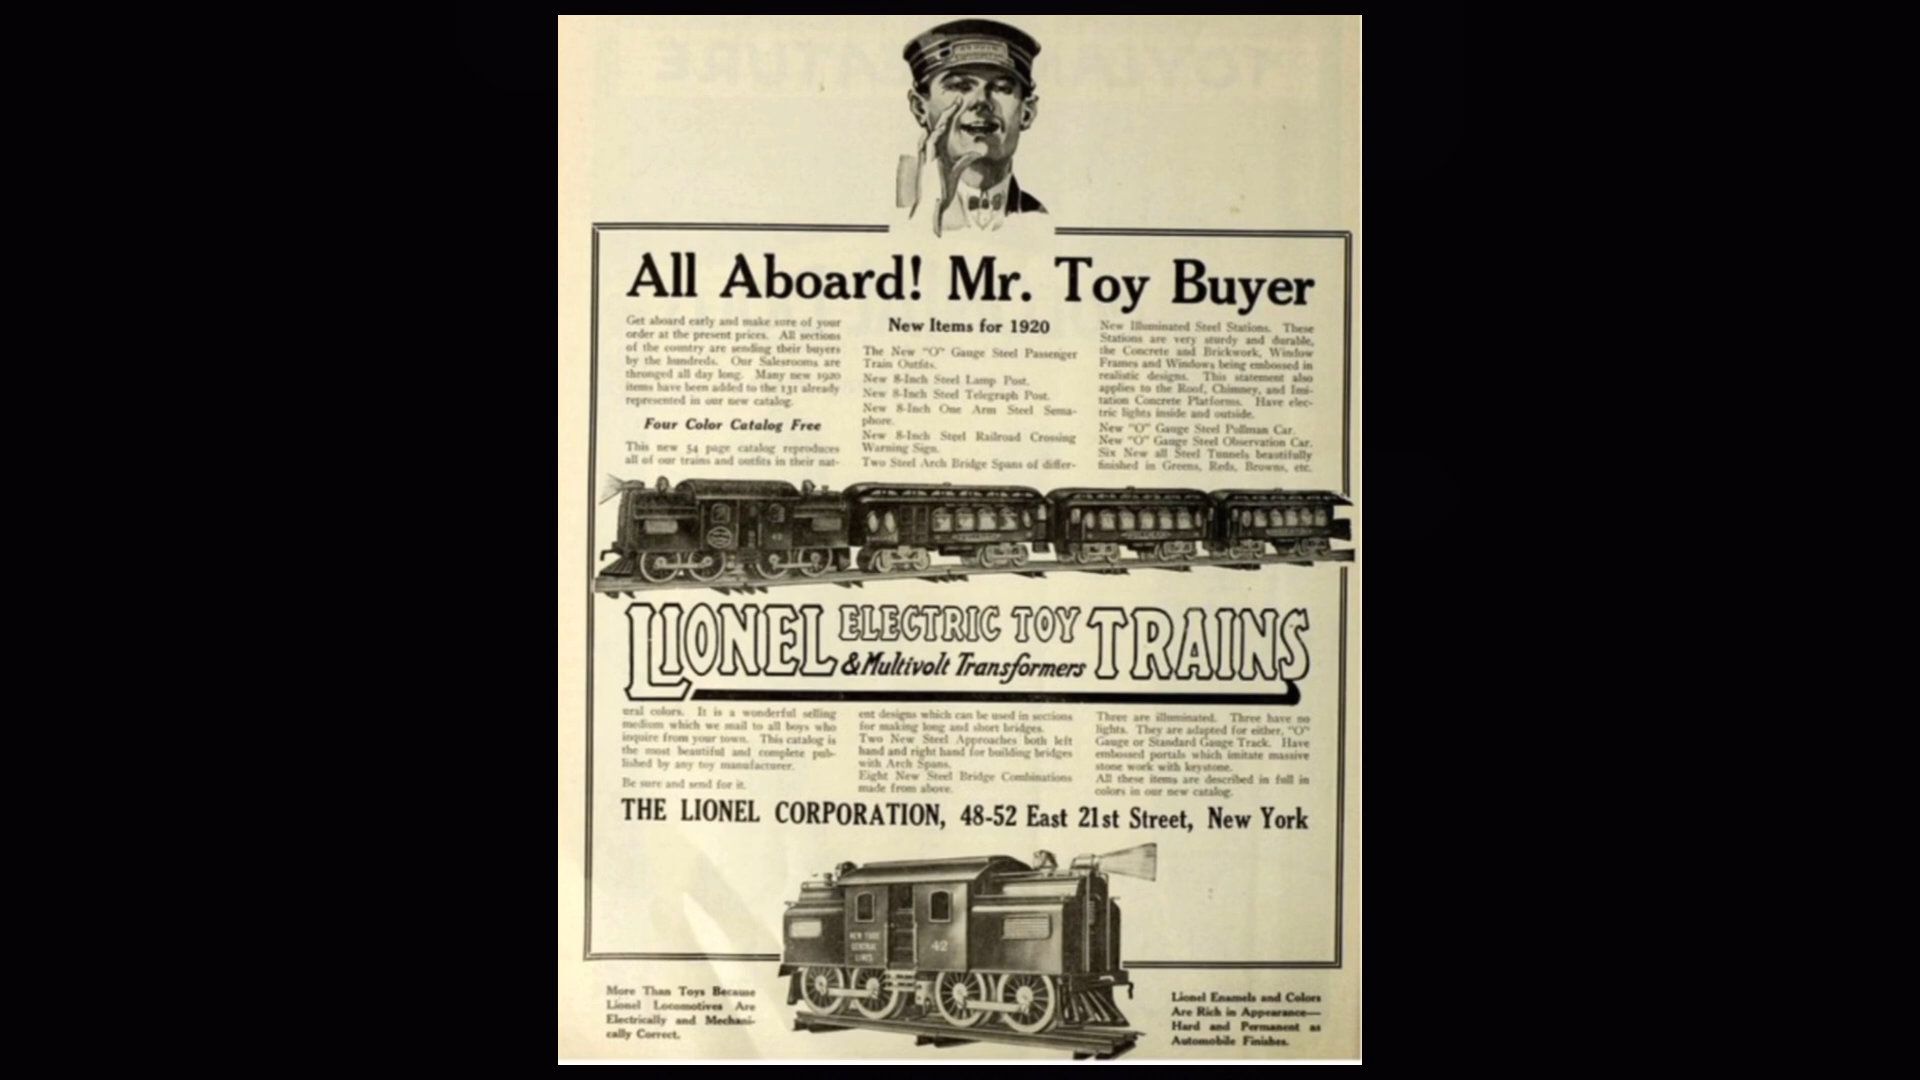 All Aboard! Mr. Toy Buyer
Get aboard early and make sure of your
order at the present prices. All sections
of the country are sending their buyers
by the hundreds. Our Salesrooms are
thronged all day long. Many new 1920
items have been added to the 131 already
represented in our new catalog.
Four Color Catalog Free
This new 54 page catalog reproduces
all of our trains and outfits in their nat-
New Items for 1920
The New "O" Gauge Steel Passenger
Train Outfits.
New 8-Inch Steel Lamp Post.
New 8-Inch Steel Telegraph Post.
New 8-Inch One Arm Steel Sema-
phore.
New 8-Inch Steel Railroad Crossing
Warning Sign.
Two Steel Arch Bridge Spans of differ-
New Illuminated Steel Stations. These
Stations are very sturdy and durable,
the Concrete and Brickwork, Window
Frames and Windows being embossed in
realistic designs. This statement also
applies to the Roof, Chimney, and Imi-
tation Concrete Platforms. Have elec-
tric lights inside and outside.
New "O" Gauge Steel Pullman Car.
New "O" Gauge Steel Observation Car.
Six New all Steel Tunnels beautifully
finished in Greens, Reds, Browns, etc.
42
LIONEL ELECTRIC TOY TRAINS
& Multivolt Transformers
ural colors. It is a wonderful selling
medium which we mail to all boys who
inquire from your town. This catalog is
the most beautiful and complete pub-
lished by any toy manufacturer.
Be sure and send for it.
ent designs which can be used in sections
for making long and short bridges.
Two New Steel Approaches both left
hand and right hand for building bridges
with Arch Spans.
Eight New Steel Bridge Combinations
made from above.
Three are illuminated. Three have no
lights. They are adapted for either, "O"
Gauge or Standard Gauge Track. Have
embossed portals which imitate massive
stone work with keystone.
All these items are described in full in
colors in our new catalog.
THE LIONEL CORPORATION, 48-52 East 21st Street, New York
NEW YORK
CENTRAL
LINES
42
More Than Toys Because
Lionel Locomotives Are
Electrically and Mechani-
cally Correct.
Lionel Enamels and Colors
Are Rich in Appearance—
Hard and Permanent as
Automobile Finishes.